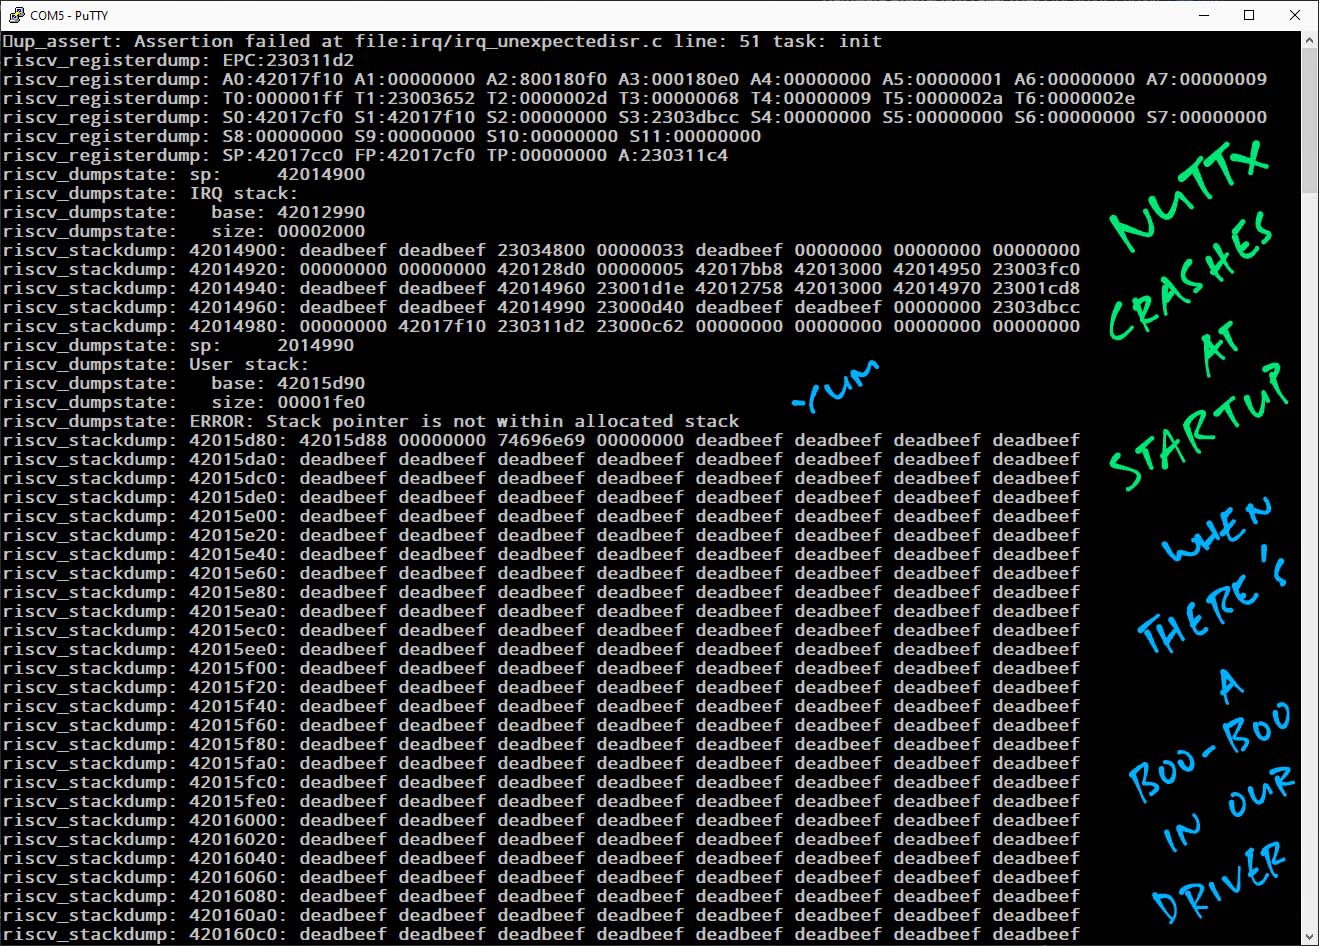 COM5 - PuTTY
up_assert: Assertion failed at file:irq/irq_unexpectedisr.c line: 51 task: init
riscv_registerdump: EPC:230311d2
riscv_registerdump: A0:42017f10 A1:00000000 A2:800180f0 A3:000180e0 A4:00000000 A5:00000001 A6:00000000 A7:00000009
riscv_registerdump: T0:000001ff T1:23003652 T2:0000002d T3:00000068 T4:00000009 T5:0000002a T6:0000002e
riscv_registerdump: S0:42017cf0 S1:42017f10 S2:00000000 S3:2303dbcc S4:00000000 S5:00000000 S6:00000000 S7:00000000
riscv_registerdump: S8:00000000 S9:00000000 S10:00000000 S11:00000000
riscv_registerdump: SP:42017cc0 FP:42017cf0 TP:00000000 A:230311c4
riscv_dumpstate: sp:     42014900
riscv_dumpstate: IRQ stack:
riscv_dumpstate:   base: 42012990
riscv_dumpstate:   size: 00002000
riscv_stackdump: 42014900: deadbeef deadbeef 23034800 00000033 deadbeef 00000000 00000000 00000000
riscv_stackdump: 42014920: 00000000 00000000 420128d0 00000005 42017bb8 42013000 42014950 23003fc0
riscv_stackdump: 42014940: deadbeef deadbeef 42014960 23001d1e 42012758 42013000 42014970 23001cd8
riscv_stackdump: 42014960: deadbeef deadbeef 42014990 23000d40 deadbeef deadbeef 00000000 2303dbcc
riscv_stackdump: 42014980: 00000000 42017f10 230311d2 23000c62 00000000 00000000 00000000 00000000
riscv_dumpstate: sp:     2014990
riscv_dumpstate: User stack:
riscv_dumpstate:   base: 42015d90
riscv_dumpstate:   size: 00001fe0
riscv_dumpstate: ERROR: Stack pointer is not within allocated stack
riscv_stackdump: 42015d80: 42015d88 00000000 74696e69 00000000 deadbeef deadbeef deadbeef deadbeef
riscv_stackdump: 42015da0: deadbeef deadbeef deadbeef deadbeef deadbeef deadbeef deadbeef deadbeef
riscv_stackdump: 42015dc0: deadbeef deadbeef deadbeef deadbeef deadbeef deadbeef deadbeef deadbeef
riscv_stackdump: 42015de0: deadbeef deadbeef deadbeef deadbeef deadbeef deadbeef deadbeef deadbeef
riscv_stackdump: 42015e00: deadbeef deadbeef deadbeef deadbeef deadbeef deadbeef deadbeef deadbeef
riscv_stackdump: 42015e20: deadbeef deadbeef deadbeef deadbeef deadbeef deadbeef deadbeef deadbeef
riscv_stackdump: 42015e40: deadbeef deadbeef deadbeef deadbeef deadbeef deadbeef deadbeef deadbeef
riscv_stackdump: 42015e60: deadbeef deadbeef deadbeef deadbeef deadbeef deadbeef deadbeef deadbeef
riscv_stackdump: 42015e80: deadbeef deadbeef deadbeef deadbeef deadbeef deadbeef deadbeef deadbeef
riscv_stackdump: 42015ea0: deadbeef deadbeef deadbeef deadbeef deadbeef deadbeef deadbeef deadbeef
riscv_stackdump: 42015ec0: deadbeef deadbeef deadbeef deadbeef deadbeef deadbeef deadbeef deadbeef
riscv_stackdump: 42015ee0: deadbeef deadbeef deadbeef deadbeef deadbeef deadbeef deadbeef deadbeef
riscv_stackdump: 42015f00: deadbeef deadbeef deadbeef deadbeef deadbeef deadbeef deadbeef deadbeef
riscv_stackdump: 42015f20: deadbeef deadbeef deadbeef deadbeef deadbeef deadbeef deadbeef deadbeef
riscv_stackdump: 42015f40: deadbeef deadbeef deadbeef deadbeef deadbeef deadbeef deadbeef deadbeef
riscv_stackdump: 42015f60: deadbeef deadbeef deadbeef deadbeef deadbeef deadbeef deadbeef deadbeef
riscv_stackdump: 42015f80: deadbeef deadbeef deadbeef deadbeef deadbeef deadbeef deadbeef deadbeef
riscv_stackdump: 42015fa0: deadbeef deadbeef deadbeef deadbeef deadbeef deadbeef deadbeef deadbeef
riscv_stackdump: 42015fc0: deadbeef deadbeef deadbeef deadbeef deadbeef deadbeef deadbeef deadbeef
riscv_stackdump: 42015fe0: deadbeef deadbeef deadbeef deadbeef deadbeef deadbeef deadbeef deadbeef
riscv_stackdump: 42016000: deadbeef deadbeef deadbeef deadbeef deadbeef deadbeef deadbeef deadbeef
riscv_stackdump: 42016020: deadbeef deadbeef deadbeef deadbeef deadbeef deadbeef deadbeef deadbeef
riscv_stackdump: 42016040: deadbeef deadbeef deadbeef deadbeef deadbeef deadbeef deadbeef deadbeef
riscv_stackdump: 42016060: deadbeef deadbeef deadbeef deadbeef deadbeef deadbeef deadbeef deadbeef
riscv_stackdump: 42016080: deadbeef deadbeef deadbeef deadbeef deadbeef deadbeef deadbeef deadbeef
riscv_stackdump: 420160a0: deadbeef deadbeef deadbeef deadbeef deadbeef deadbeef deadbeef deadbeef
riscv_stackdump: 420160c0: deadbeef deadbeef deadbeef deadbeef deadbeef deadbeef deadbeef deadbeef
YUM
NUTTX
CRASHES
AT
STARTUP
WHEN
THERE'S
A
BOO-BOO
IN OUR
DRIVER